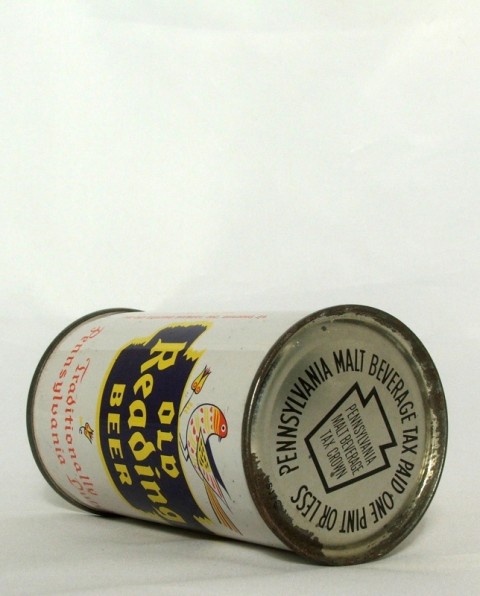 Old
Reading
BEER
Traditional
Pennsylvania
PENNSYLVANIA MALT BEVERAGE TAX PAID ONE PINT OR LESS
PENNSYLVANIA
MALT BEVERAGE
TAX CROWN